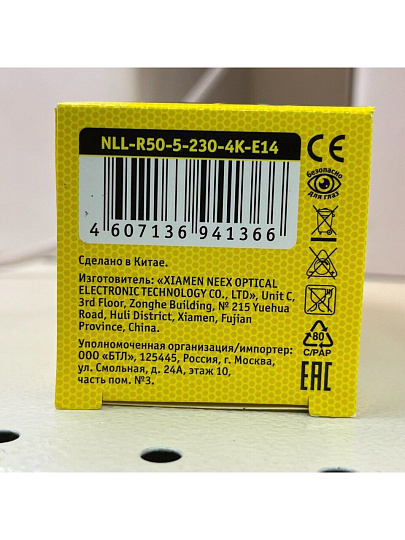 NLL-R50-5-230-4K-E14
4 607136 941366
CE
безопасно
для глаз
Сделано в Китае.
Изготовитель: «XIAMEN NEEX OPTICAL
ELECTRONIC TECHNOLOGY CO., LTD», Unit C,
3rd Floor, Zonghe Building, № 215 Yuehua
Road, Huli District, Xiamen, Fujian
Province, China.
Уполномоченная организация/импортер:
ООО «БТЛ», 125445, Россия, г. Москва,
ул. Смольная, д. 24А, этаж 10,
часть пом. №3.
80
C/PAP
EAC